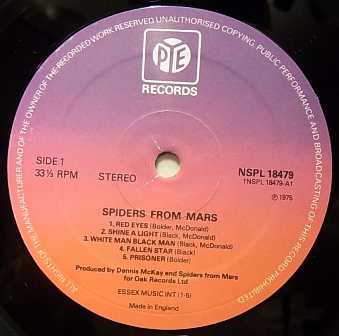 ALL RIGHTS OF THE MANUFACTURER AND OF THE OWNER OF THE RECORDED WORK RESERVED UNAUTHORISED COPYING, PUBLIC PERFORMANCE AND BROADCASTING OF THIS RECORD PROHIBITED
PYE
RECORDS
SIDE 1
33⅓ RPM
STEREO
NSPL 18479
1NSPL 18479-A1
℗ 1975
SPIDERS FROM MARS
1. RED EYES (Bolder, McDonald)
2. SHINE A LIGHT (Black, McDonald)
3. WHITE MAN BLACK MAN (Black, McDonald)
4. FALLEN STAR (Black)
5. PRISONER (Bolder)
Produced by Dennis McKay and Spiders from Mars
for Oak Records Ltd
ESSEX MUSIC INT (1-5)
Made in England